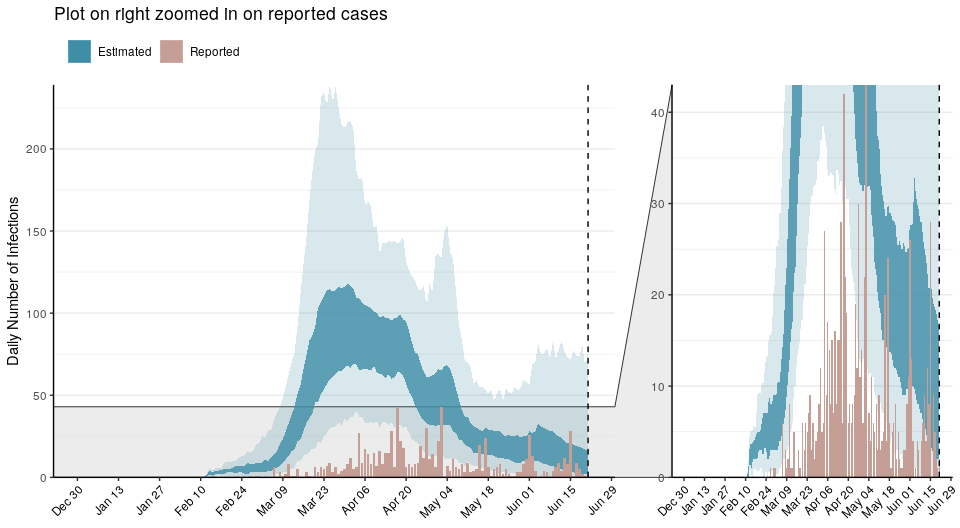 Plot on right zoomed in on reported cases
Estimated
Reported
Daily Number of Infections
200
150
100
50
0
Dec 30
Jan 13
Jan 27
Feb 10
Feb 24
Mar 09
Mar 23
Apr 06
Apr 20
May 04
May 18
Jun 01
Jun 15
Jun 29
40
30
20
10
0
Dec 30
Jan 13
Jan 27
Feb 10
Feb 24
Mar 09
Mar 23
Apr 06
Apr 20
May 04
May 18
Jun 01
Jun 15
Jun 29